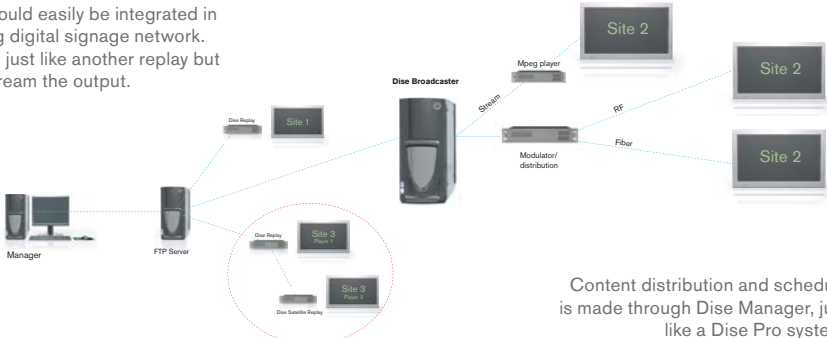 ould easily be integrated in
g digital signage network.
just like another replay but
ream the output.
Dise Broadcaster
Mpeg player
Site 2
Stream
RF
Site 2
Modulator/
distribution
Fiber
Site 2
Dise Replay
Site 1
Manager
FTP Server
Dise Replay
Site 3
Player 1
Dise Satellite Replay
Site 3
Player 2
Content distribution and schedu
is made through Dise Manager, ju
like a Dise Pro syste